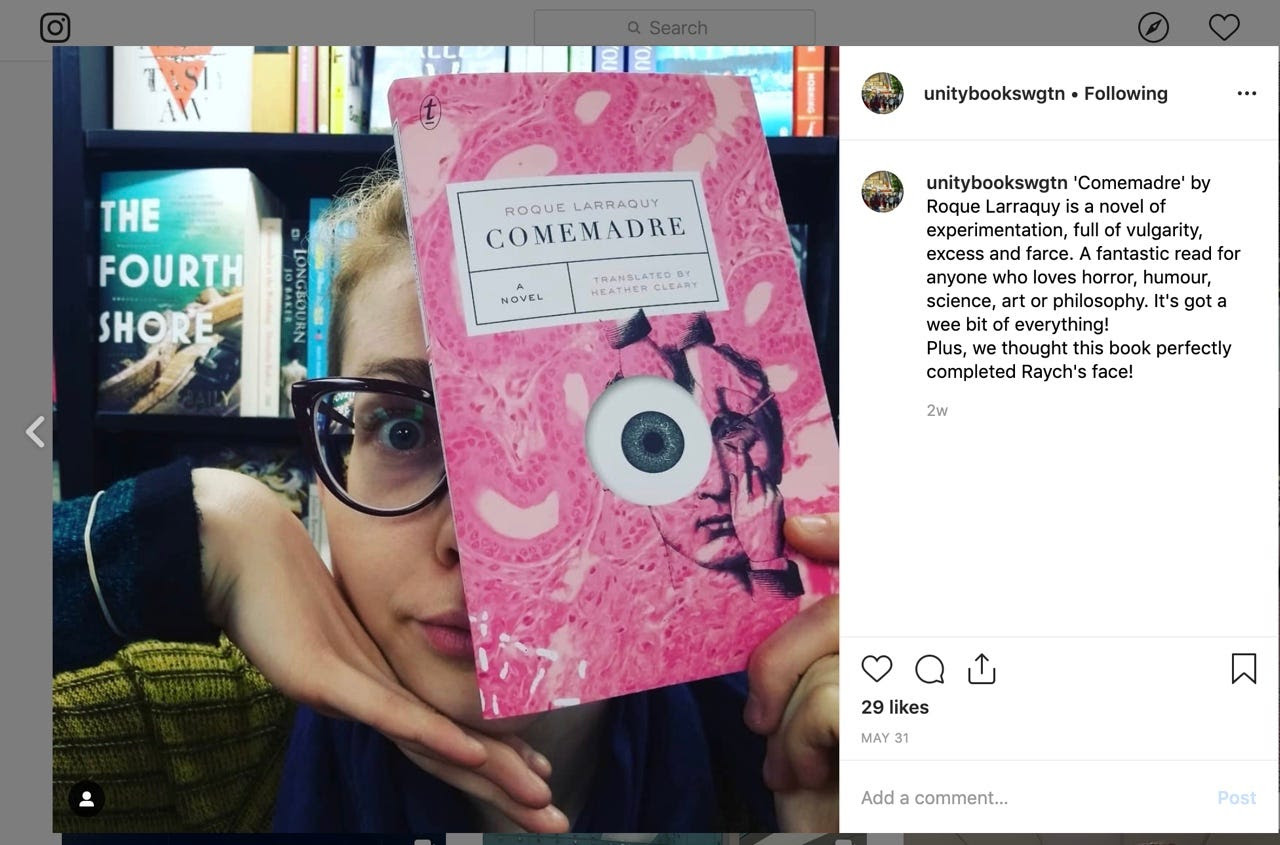 Search
unitybookswgtn • Following
unitybookswgtn 'Comemadre' by
Roque Larraquy is a novel of
experimentation, full of vulgarity,
excess and farce. A fantastic read for
anyone who loves horror, humour,
science, art or philosophy. It's got a
wee bit of everything!
Plus, we thought this book perfectly
completed Raych's face!
2w
29 likes
MAY 31
Add a comment...
Post
t
ROQUE LARRAQUY
COMEMADRE
A
NOVEL
TRANSLATED BY
HEATHER CLEARY
THE
FOURTH
SHORE
LONGBOURN
JO BAKER